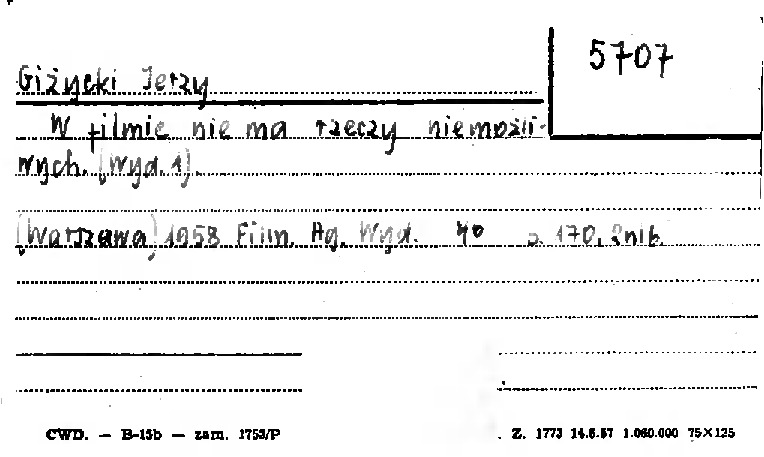 5707
Giżycki Jerzy
W filmie nie ma rzeczy niemożli-
wych. [Wyd. 1].
[Warszawa] 1958 Film. Ag. Wyd. 4° s. 170, 2nlb.
CWD. — B-15b — zam. 1753/P
Z. 1773 14.6.57 1.060.000 75×125